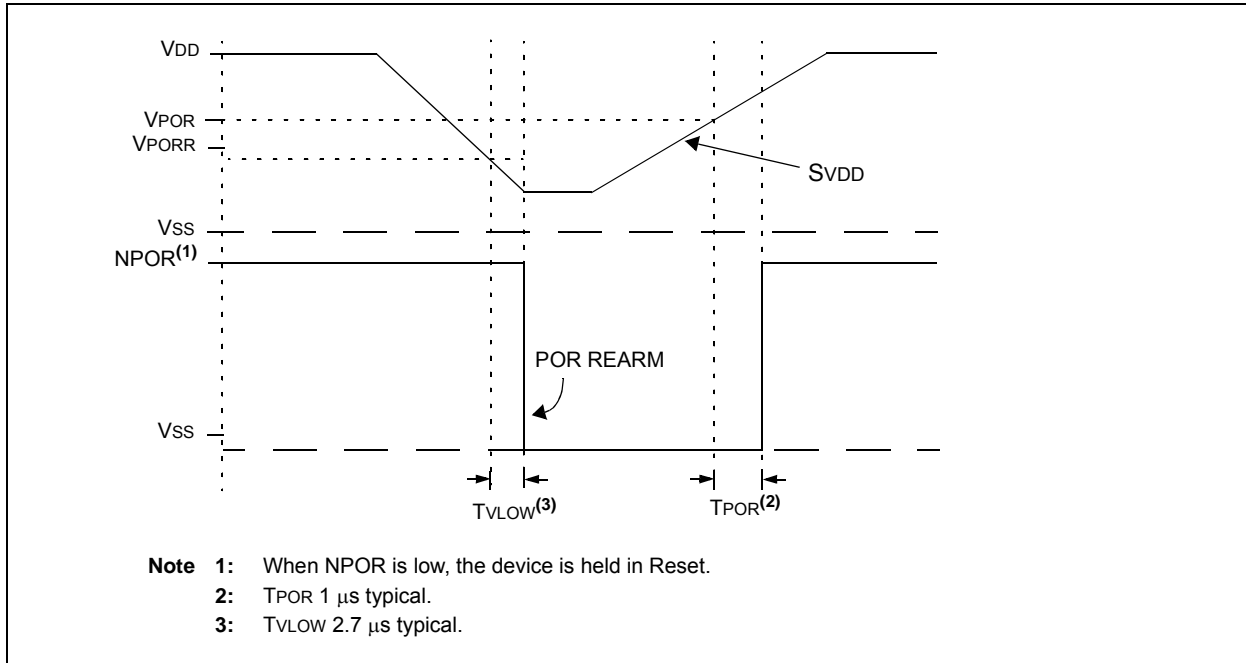 VDD
VPOR
VPORR
SVDD
VSS
NPOR(1)
POR REARM
VSS
TVLOW(3)
TPOR(2)
Note 1: When NPOR is low, the device is held in Reset.
2: TPOR 1 μs typical.
3: TVLOW 2.7 μs typical.